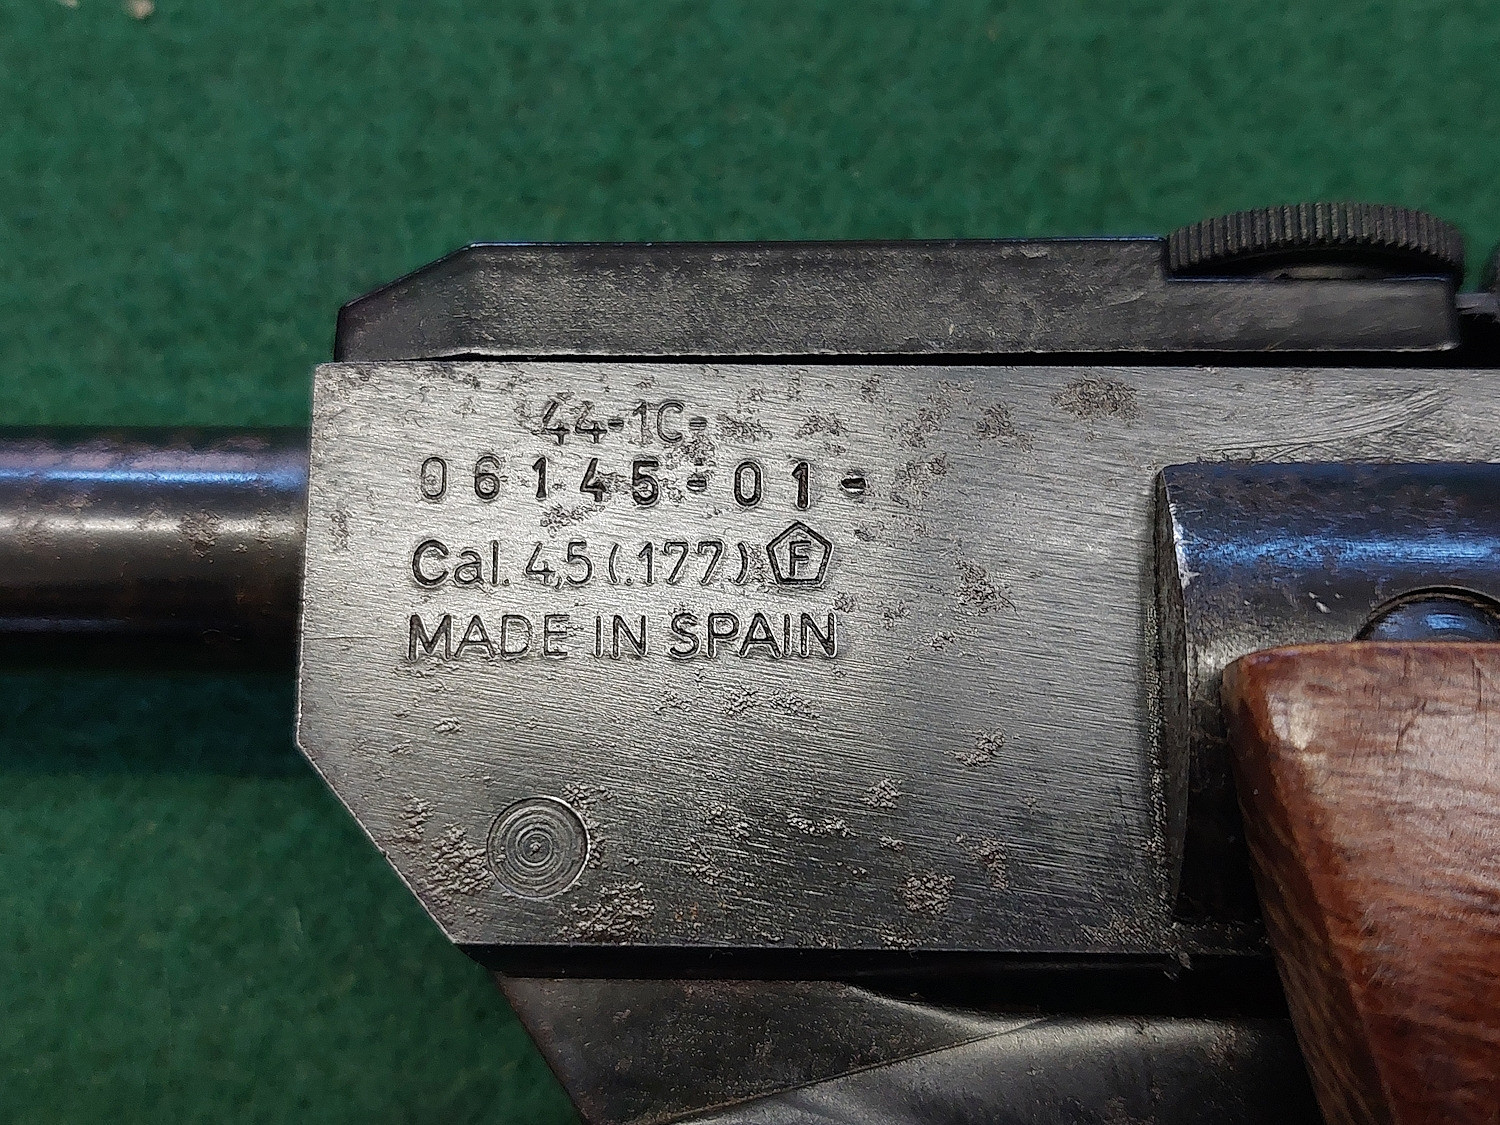 44-1C-
06145-01-
Cal. 4,5 (.177) F
MADE IN SPAIN